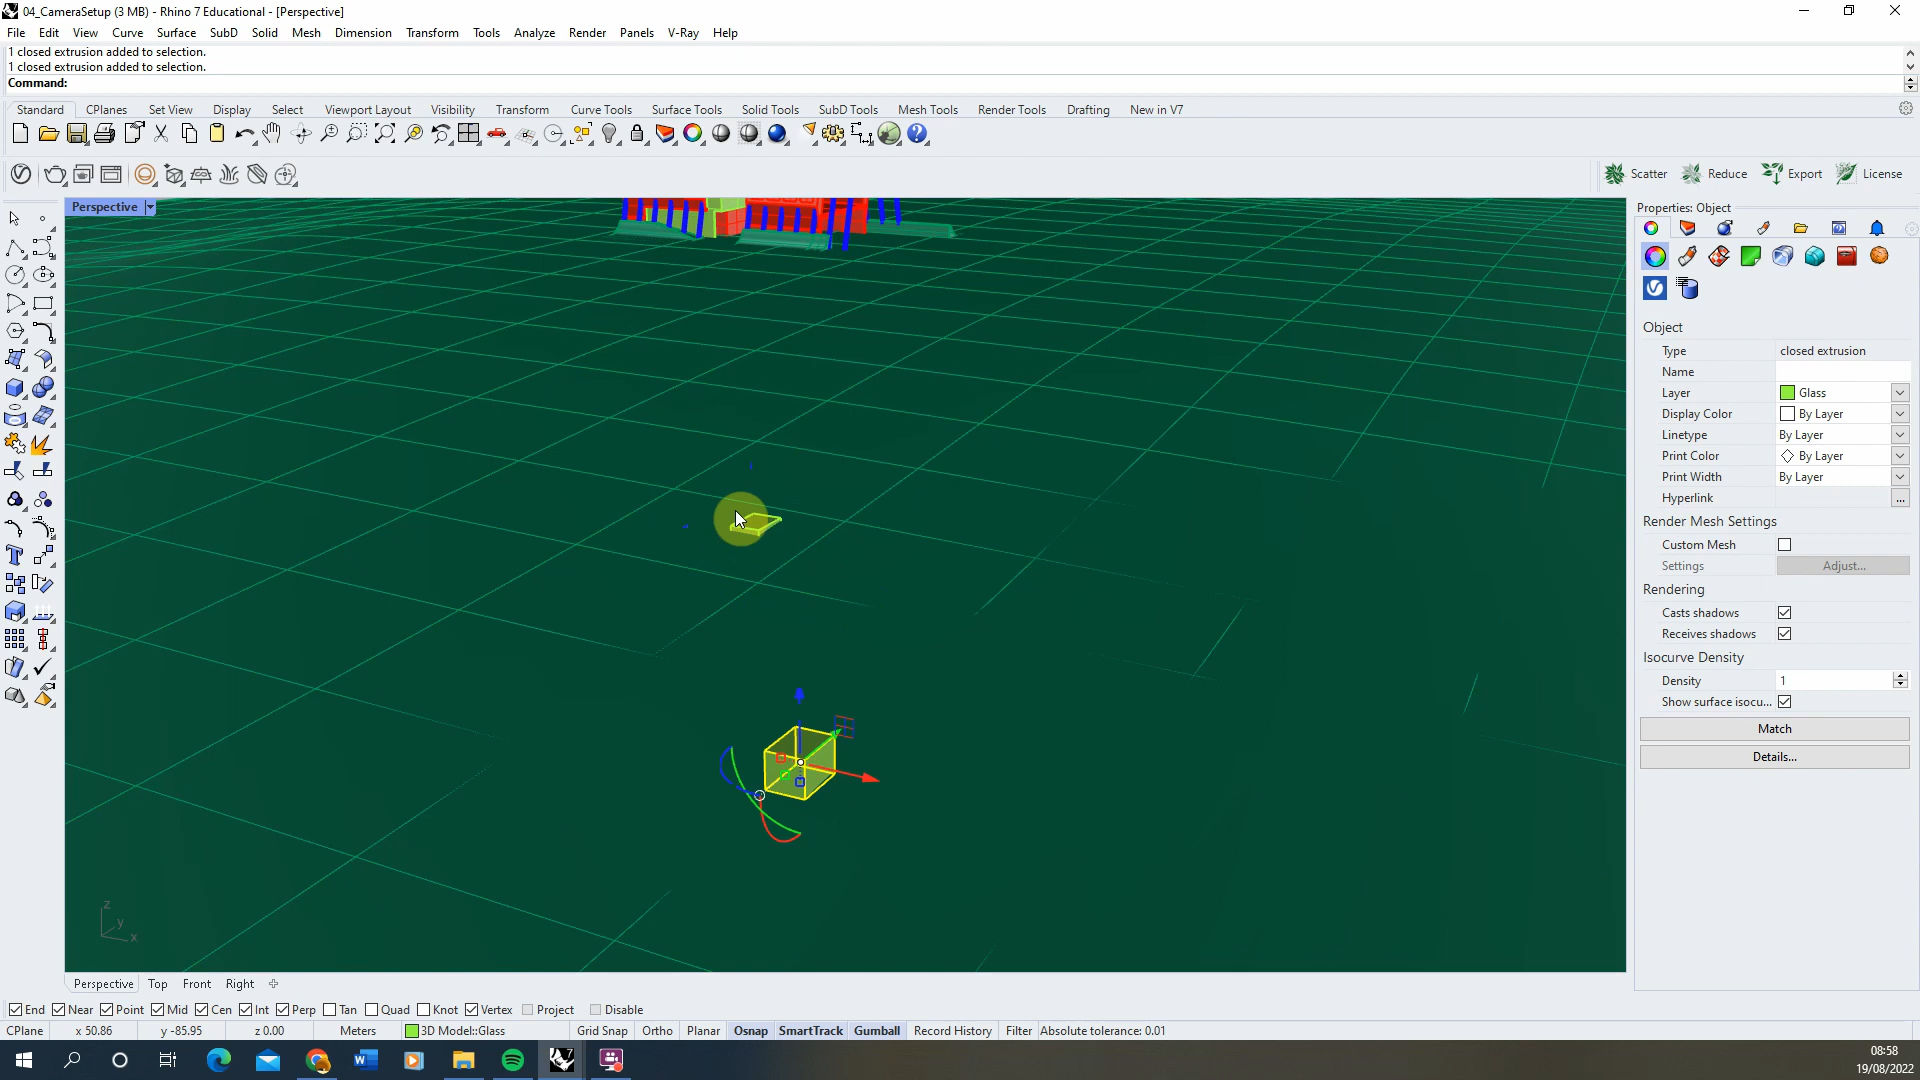 04_CameraSetup (3 MB) - Rhino 7 Educational - [Perspective]
File Edit View Curve Surface SubD Solid Mesh Dimension Transform Tools Analyze Render Panels V-Ray Help
1 closed extrusion added to selection.
1 closed extrusion added to selection.
Command:
Standard CPlanes Set View Display Select Viewport Layout Visibility Transform Curve Tools Surface Tools Solid Tools SubD Tools Mesh Tools Render Tools Drafting New in V7
Scatter Reduce Export License
Perspective
Properties: Object
Object
Type closed extrusion
Name
Layer Glass
Display Color By Layer
Linetype By Layer
Print Color By Layer
Print Width By Layer
Hyperlink ...
Render Mesh Settings
Custom Mesh
Settings Adjust...
Rendering
Casts shadows
Receives shadows
Isocurve Density
Density 1
Show surface isocu...
Match
Details...
z
y
x
Perspective Top Front Right
End Near Point Mid Cen Int Perp Tan Quad Knot Vertex Project Disable
CPlane x 50.86 y -85.95 z 0.00 Meters 3D Model::Glass Grid Snap Ortho Planar Osnap SmartTrack Gumball Record History Filter Absolute tolerance: 0.01
08:58
19/08/2022